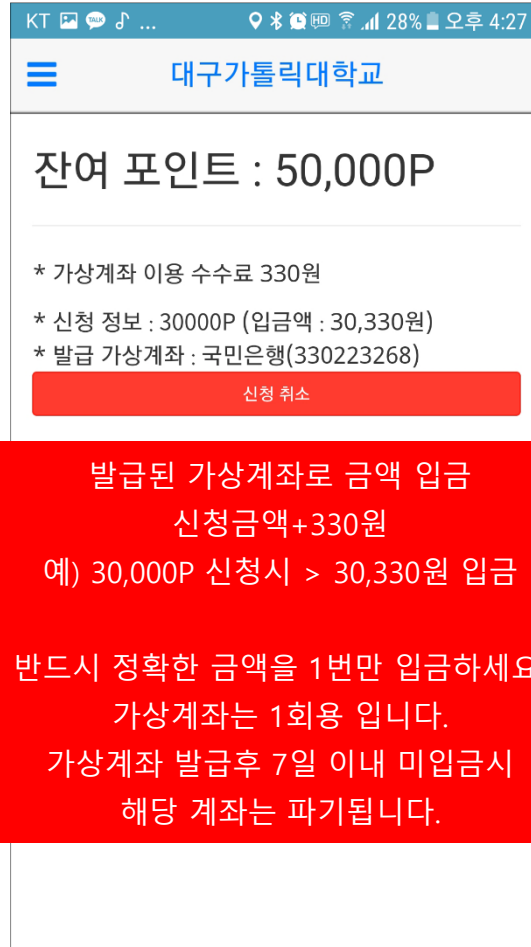 KT ... HD 28% 오후 4:27
대구가톨릭대학교
잔여 포인트 : 50,000P
* 가상계좌 이용 수수료 330원
* 신청 정보 : 30000P (입금액 : 30,330원)
* 발급 가상계좌 : 국민은행(330223268)
신청 취소
발급된 가상계좌로 금액 입금
신청금액+330원
예) 30,000P 신청시 > 30,330원 입금
반드시 정확한 금액을 1번만 입금하세요
가상계좌는 1회용 입니다.
가상계좌 발급후 7일 이내 미입금시
해당 계좌는 파기됩니다.